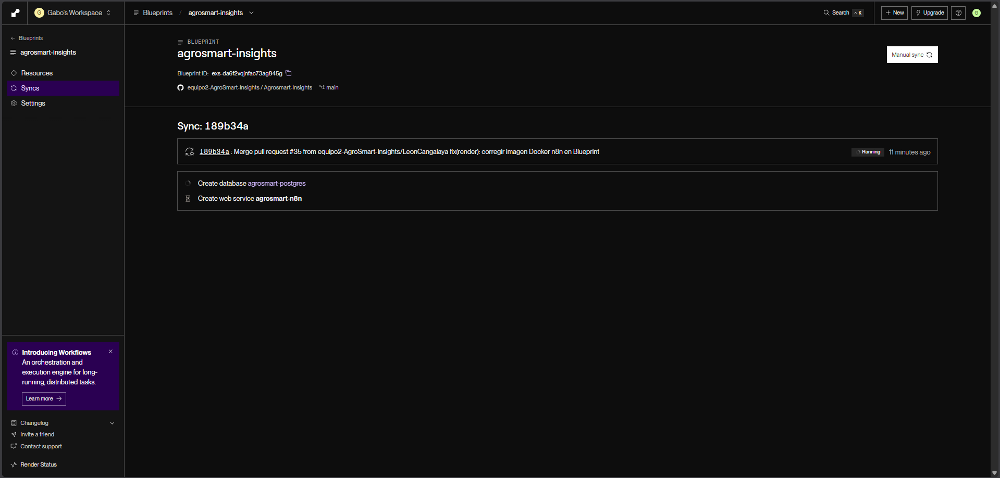 G Gabo's Workspace
Blueprints / agrosmart-insights
Search ^ K
+ New
Upgrade
G
← Blueprints
agrosmart-insights
Resources
Syncs
Settings
BLUEPRINT
agrosmart-insights
Manual sync
Blueprint ID: exs-da6f2vqjnfac73ag845g
equipo2-AgroSmart-Insights / Agrosmart-Insights main
Sync: 189b34a
189b34a : Merge pull request #35 from equipo2-AgroSmart-Insights/LeonCangalaya fix(render): corregir imagen Docker n8n en Blueprint
Running 11 minutes ago
Create database agrosmart-postgres
Create web service agrosmart-n8n
Introducing Workflows
An orchestration and
execution engine for long-
running, distributed tasks.
Learn more →
Changelog
Invite a friend
Contact support
Render Status